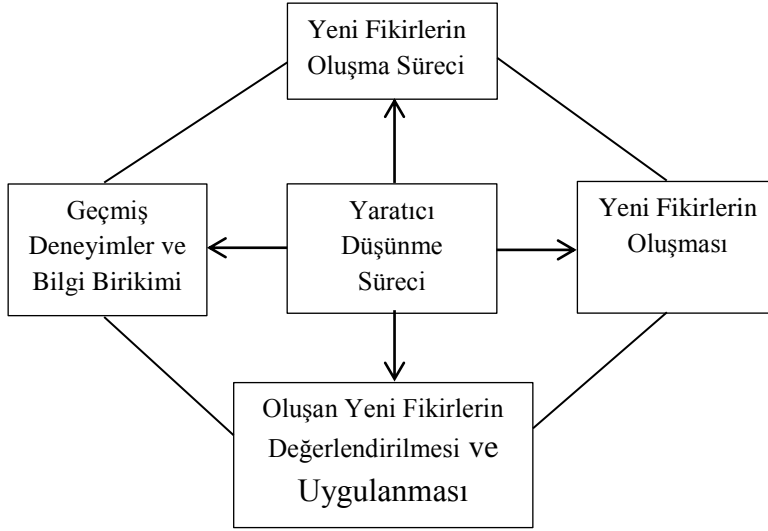 Yeni Fikirlerin
Oluşma Süreci
Geçmiş
Deneyimler ve
Bilgi Birikimi
Yaratıcı
Düşünme
Süreci
Yeni Fikirlerin
Oluşması
Oluşan Yeni Fikirlerin
Değerlendirilmesi ve
Uygulanması